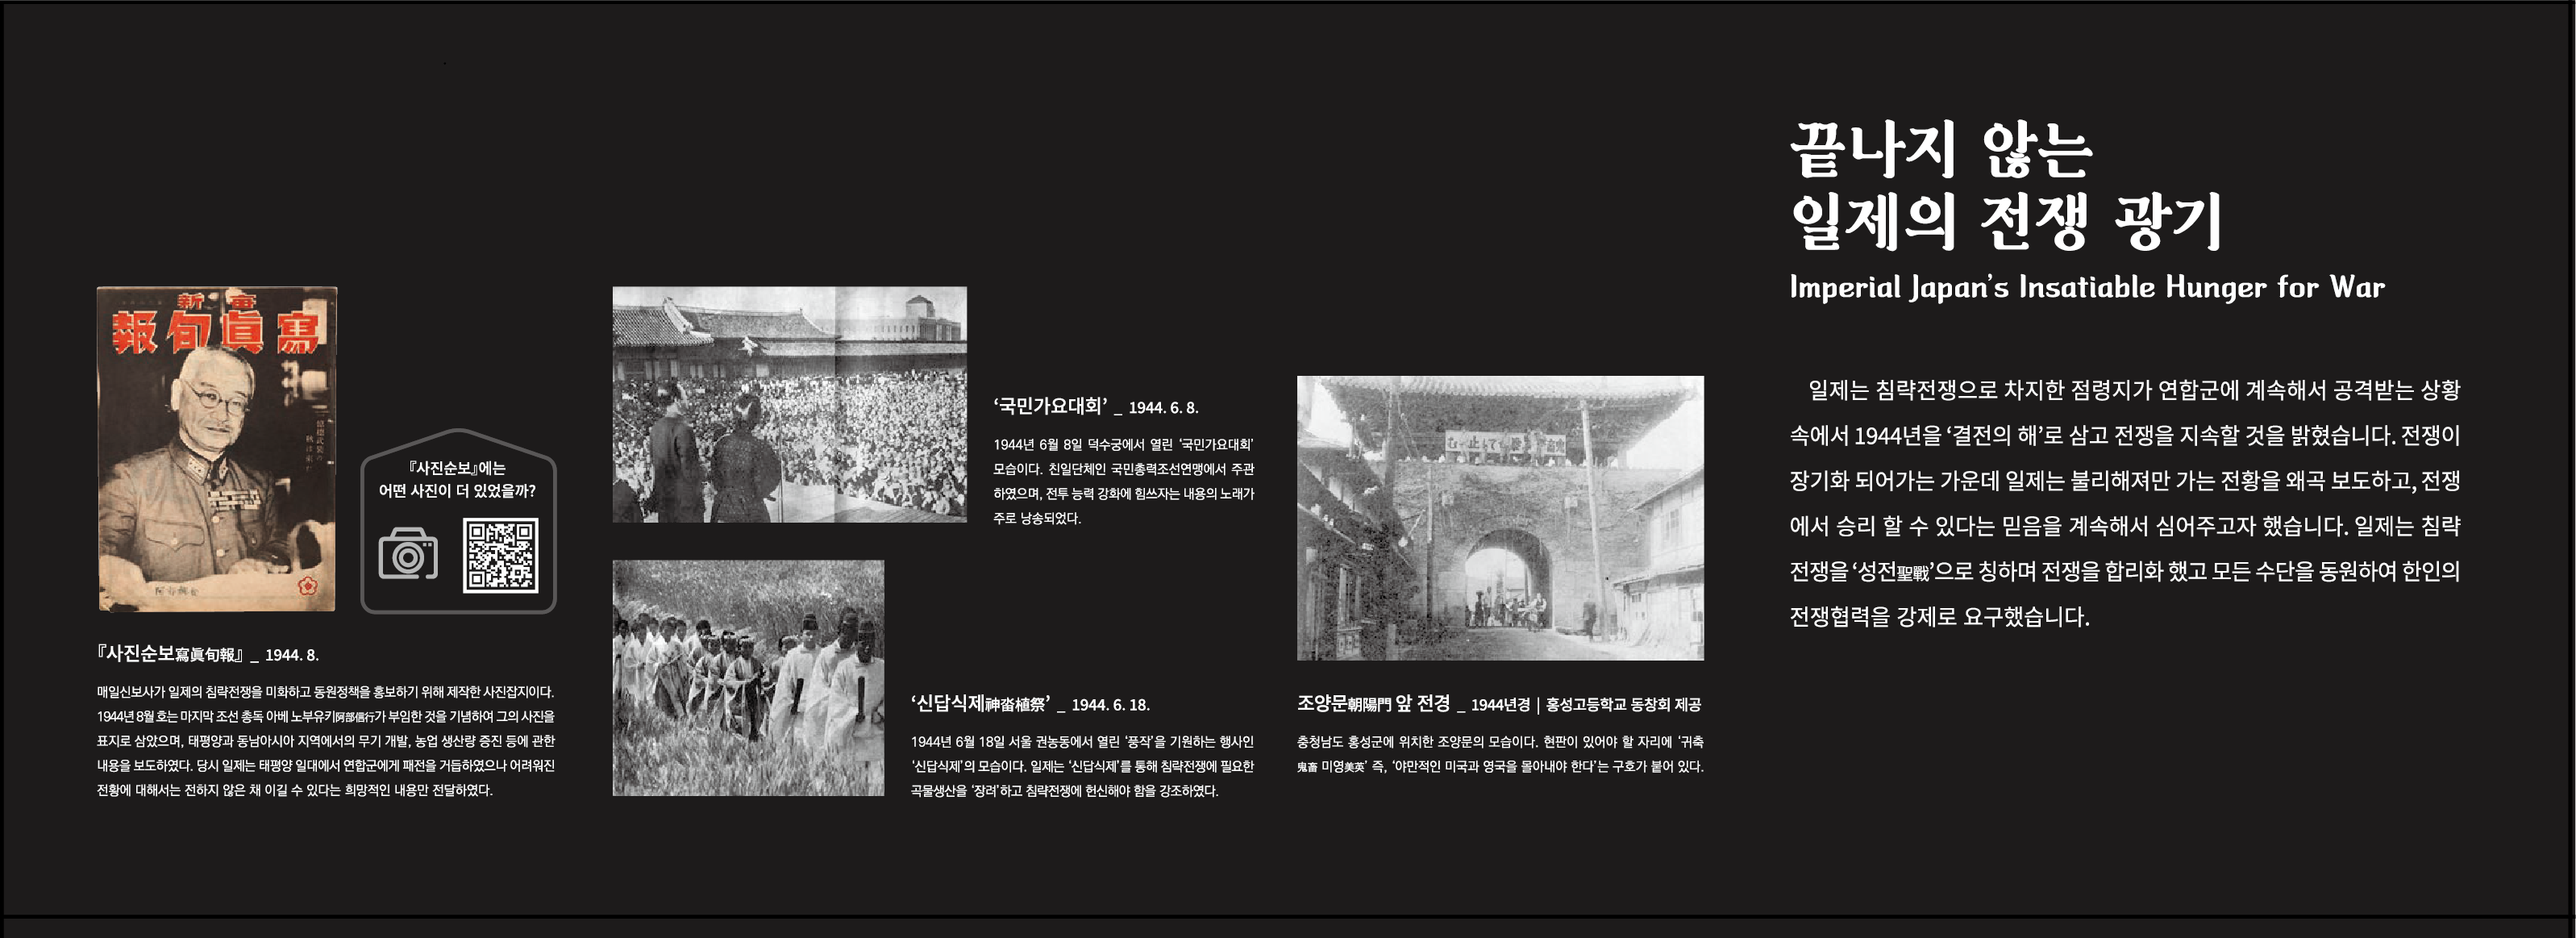 끝나지 않는
일제의 전쟁 광기
Imperial Japan's Insatiable Hunger for War
일제는 침략전쟁으로 차지한 점령지가 연합군에 계속해서 공격받는 상황
속에서 1944년을 ‘결전의 해’로 삼고 전쟁을 지속할 것을 밝혔습니다. 전쟁이
장기화 되어가는 가운데 일제는 불리해져만 가는 전황을 왜곡 보도하고, 전쟁
에서 승리 할 수 있다는 믿음을 계속해서 심어주고자 했습니다. 일제는 침략
전쟁을 ‘성전聖戰’으로 칭하며 전쟁을 합리화 했고 모든 수단을 동원하여 한인의
전쟁협력을 강제로 요구했습니다.
報旬眞寫
『사진순보』에는
어떤 사진이 더 있었을까?
『사진순보寫眞旬報』 _ 1944. 8.
매일신보사가 일제의 침략전쟁을 미화하고 동원정책을 홍보하기 위해 제작한 사진잡지이다.
1944년 8월 호는 마지막 조선 총독 아베 노부유키阿部信行가 부임한 것을 기념하여 그의 사진을
표지로 삼았으며, 태평양과 동남아시아 지역에서의 무기 개발, 농업 생산량 증진 등에 관한
내용을 보도하였다. 당시 일제는 태평양 일대에서 연합군에게 패전을 거듭하였으나 어려워진
전황에 대해서는 전하지 않은 채 이길 수 있다는 희망적인 내용만 전달하였다.
‘국민가요대회’ _ 1944. 6. 8.
1944년 6월 8일 덕수궁에서 열린 ‘국민가요대회’
모습이다. 친일단체인 국민총력조선연맹에서 주관
하였으며, 전투 능력 강화에 힘쓰자는 내용의 노래가
주로 낭송되었다.
‘신답식제神畓植祭’ _ 1944. 6. 18.
1944년 6월 18일 서울 권농동에서 열린 ‘풍작’을 기원하는 행사인
‘신답식제’의 모습이다. 일제는 ‘신답식제’를 통해 침략전쟁에 필요한
곡물생산을 ‘장려’하고 침략전쟁에 헌신해야 함을 강조하였다.
조양문朝陽門 앞 전경 _ 1944년경 | 홍성고등학교 동창회 제공
충청남도 홍성군에 위치한 조양문의 모습이다. 현판이 있어야 할 자리에 ‘귀축
鬼畜 미영美英’ 즉, ‘야만적인 미국과 영국을 몰아내야 한다’는 구호가 붙어 있다.